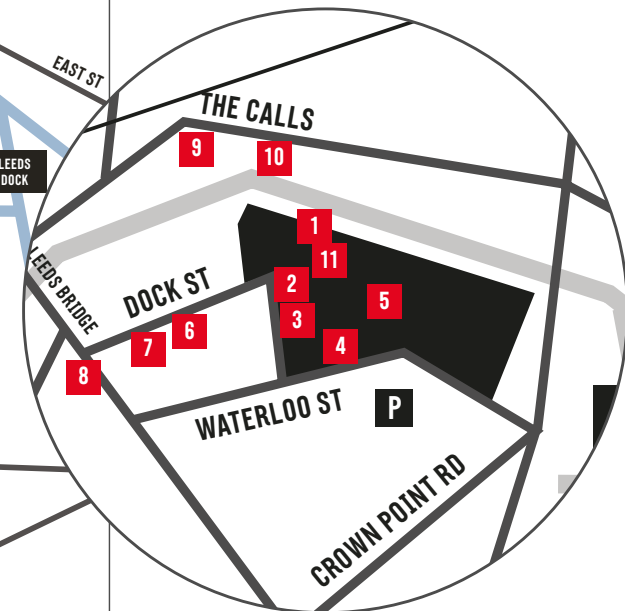 EAST ST
THE CALLS
9
10
LEEDS
DOCK
1
11
LEEDS BRIDGE
DOCK ST
2
5
3
6
7
4
8
WATERLOO ST
P
CROWN POINT RD